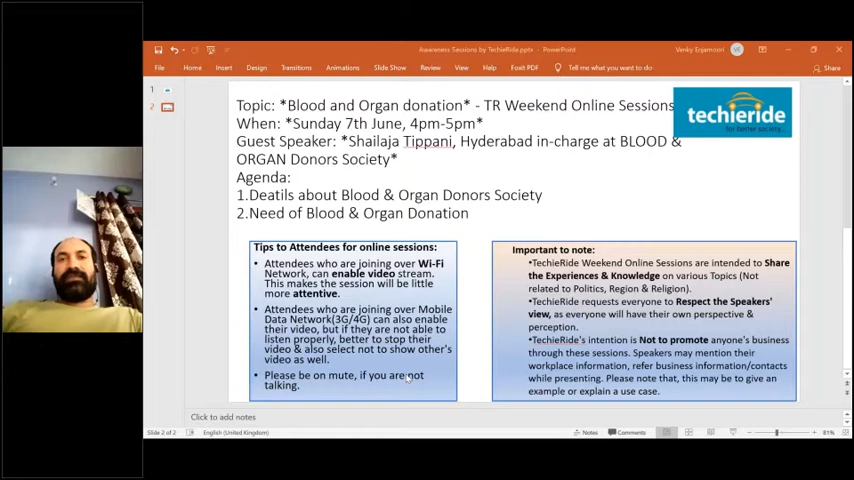 Awareness Sessions by TechieRide.pptx - PowerPoint
Venky Enjamoori
VE
File Home Insert Design Transitions Animations Slide Show Review View Help Foxit PDF Tell me what you want to do Share
1
2
Topic: *Blood and Organ donation* - TR Weekend Online Sessions
When: *Sunday 7th June, 4pm-5pm*
Guest Speaker: *Shailaja Tippani, Hyderabad in-charge at BLOOD &
ORGAN Donors Society*
Agenda:
1.Deatils about Blood & Organ Donors Society
2.Need of Blood & Organ Donation
techieride
for better society...
Tips to Attendees for online sessions:
• Attendees who are joining over Wi-Fi
Network, can enable video stream.
This makes the session will be little
more attentive.
• Attendees who are joining over Mobile
Data Network(3G/4G) can also enable
their video, but if they are not able to
listen properly, better to stop their
video & also select not to show other's
video as well.
• Please be on mute, if you are not
talking.
Important to note:
•TechieRide Weekend Online Sessions are intended to Share
the Experiences & Knowledge on various Topics (Not
related to Politics, Region & Religion).
•TechieRide requests everyone to Respect the Speakers'
view, as everyone will have their own perspective &
perception.
•TechieRide's intention is Not to promote anyone's business
through these sessions. Speakers may mention their
workplace information, refer business information/contacts
while presenting. Please note that, this may be to give an
example or explain a use case.
Click to add notes
Slide 2 of 2 English (United Kingdom) Notes Comments 81%